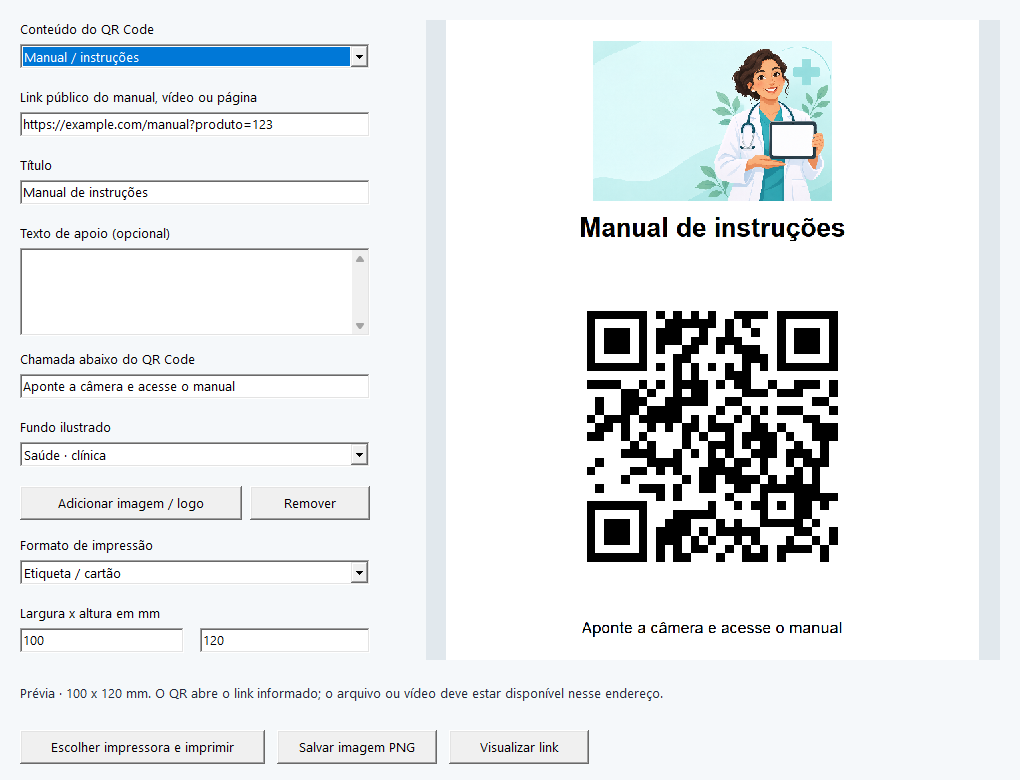 Conteúdo do QR Code
Manual / instruções
Link público do manual, vídeo ou página
https://example.com/manual?produto=123
Título
Manual de instruções
Texto de apoio (opcional)
Chamada abaixo do QR Code
Aponte a câmera e acesse o manual
Fundo ilustrado
Saúde · clínica
Adicionar imagem / logo
Remover
Formato de impressão
Etiqueta / cartão
Largura x altura em mm
100
120
Manual de instruções
Aponte a câmera e acesse o manual
Prévia · 100 x 120 mm. O QR abre o link informado; o arquivo ou vídeo deve estar disponível nesse endereço.
Escolher impressora e imprimir
Salvar imagem PNG
Visualizar link